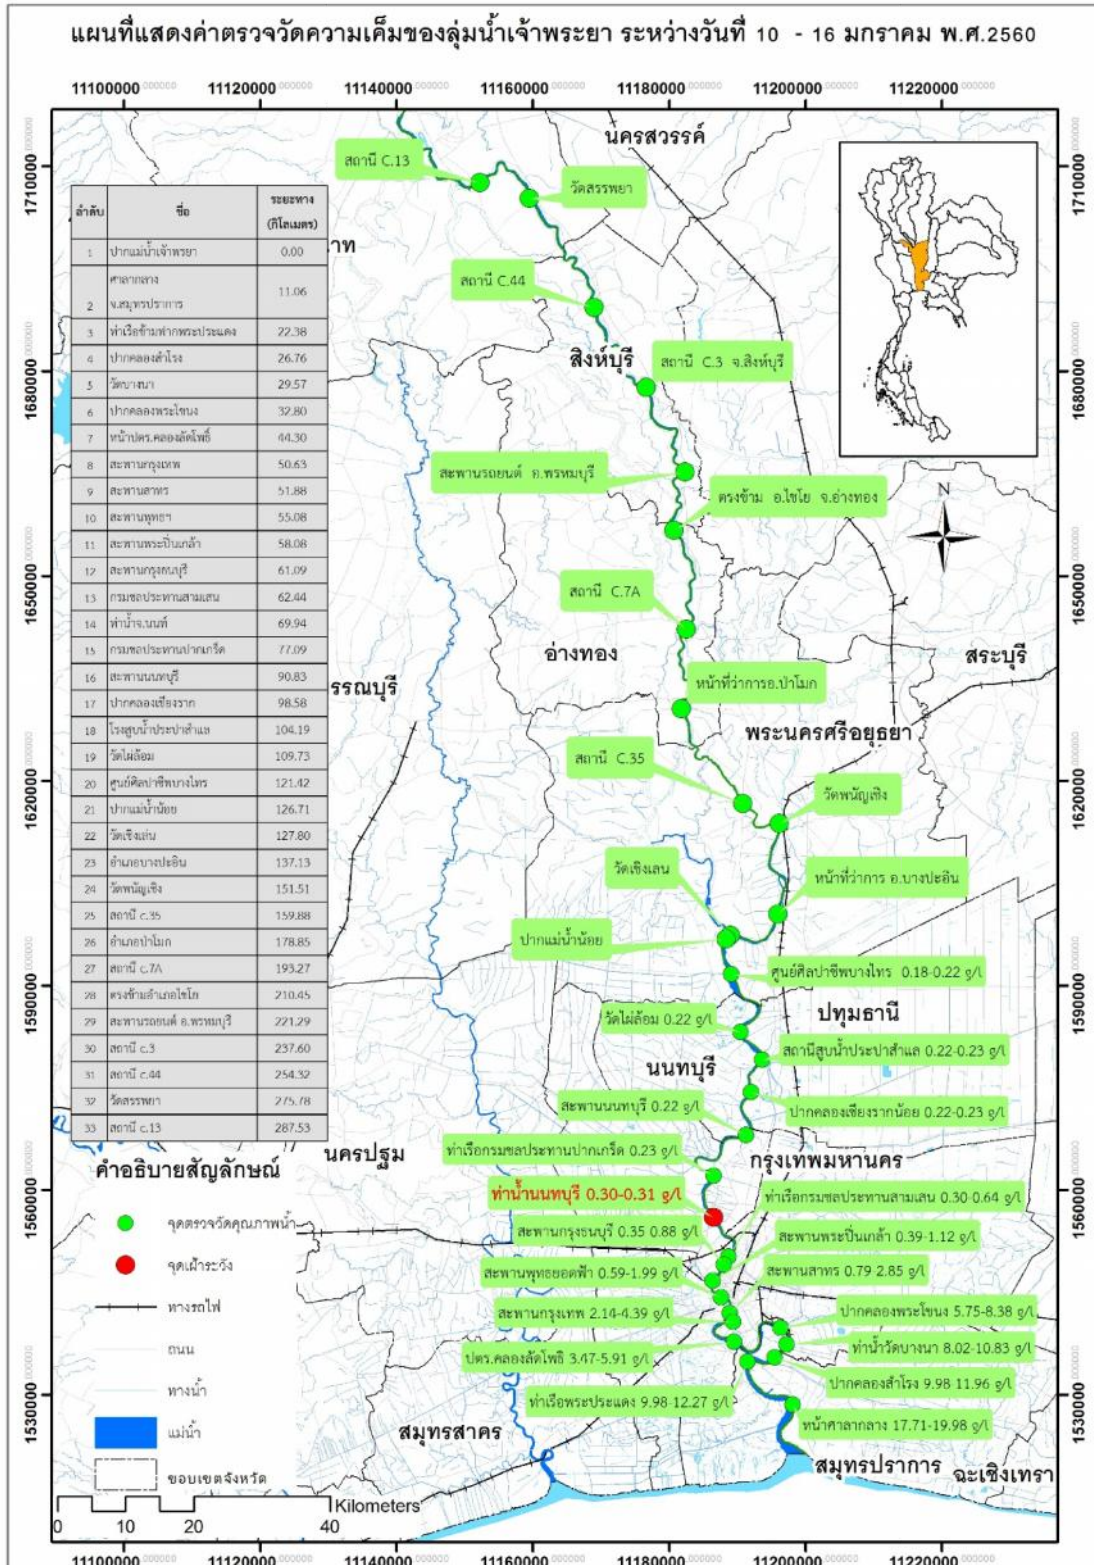 แผนที่แสดงค่าตรวจวัดความเค็มของลุ่มน้ำเจ้าพระยา ระหว่างวันที่ 10 - 16 มกราคม พ.ศ.2560
11100000 11120000 111400000 111600000 111800000 112000000 112200000
นครสวรรค์
สถานี C.13
วัดสรรพยา
าท
สถานี C.44
สิงห์บุรี
สถานี C.3 จ.สิงห์บุรี
สะพานรถยนต์ อ.พรหมบุรี
ตรงข้าม อ.ไชโย จ.อ่างทอง
สถานี C.7A
อ่างทอง
สระบุรี
หน้าที่ว่าการอ.ป่าโมก
รรณบุรี
พระนครศรีอยุธยา
สถานี C.35
วัดพนัญเชิง
วัดเชิงเลน
หน้าที่ว่าการ อ.บางปะอิน
ปากแม่น้ำน้อย
ศูนย์ศิลปาชีพบางไทร 0.18-0.22 g/l
ปทุมธานี
วัดไผ่ล้อม 0.22 g/l
สถานีสูบน้ำประปาสำแล 0.22-0.23 g/l
นนทบุรี
ปากคลองเชียงรากน้อย 0.22-0.23 g/l
สะพานนนทบุรี 0.22 g/l
ท่าเรือกรมชลประทานปากเกร็ด 0.23 g/l
กรุงเทพมหานคร
นครปฐม
ท่าน้ำนนทบุรี 0.30-0.31 g/l
ท่าเรือกรมชลประทานสามเสน 0.30-0.64 g/l
สะพานกรุงธนบุรี 0.35-0.88 g/l
สะพานพระปิ่นเกล้า 0.39-1.12 g/l
สะพานพุทธยอดฟ้า 0.59-1.99 g/l
สะพานสาทร 0.79-2.85 g/l
สะพานกรุงเทพ 2.14-4.39 g/l
ปากคลองพระโขนง 5.75-8.38 g/l
ท่าน้ำวัดบางนา 8.02-10.83 g/l
ปตร.คลองลัดโพธิ์ 3.47-5.91 g/l
ปากคลองสำโรง 9.98-11.96 g/l
ท่าเรือพระประแดง 9.98-12.27 g/l
หน้าศาลากลาง 17.71-19.98 g/l
สมุทรสาคร
สมุทรปราการ
ฉะเชิงเทรา
N
ลำดับ ชื่อ ระยะทาง
(กิโลเมตร)
1 ปากแม่น้ำเจ้าพระยา 0.00
2 ศาลากลาง
จ.สมุทรปราการ 11.06
3 ท่าเรือข้ามฟากพระประแดง 22.38
4 ปากคลองสำโรง 26.76
5 วัดบางนา 29.57
6 ปากคลองพระโขนง 32.80
7 หน้าปตร.คลองลัดโพธิ์ 44.30
8 สะพานกรุงเทพ 50.63
9 สะพานสาทร 51.88
10 สะพานพุทธฯ 55.08
11 สะพานพระปิ่นเกล้า 58.08
12 สะพานกรุงธนบุรี 61.09
13 กรมชลประทานสามเสน 62.44
14 ท่าน้ำจ.นนท์ 69.94
15 กรมชลประทานปากเกร็ด 77.09
16 สะพานนนทบุรี 90.83
17 ปากคลองเชียงราก 98.58
18 โรงสูบน้ำประปาสำแล 104.19
19 วัดไผ่ล้อม 109.73
20 ศูนย์ศิลปาชีพบางไทร 121.42
21 ปากแม่น้ำน้อย 126.71
22 วัดเชิงเลน 127.80
23 อำเภอบางปะอิน 137.13
24 วัดพนัญเชิง 151.51
25 สถานี c.35 159.88
26 อำเภอป่าโมก 178.85
27 สถานี c.7A 193.27
28 ตรงข้ามอำเภอไชโย 210.45
29 สะพานรถยนต์ อ.พรหมบุรี 221.29
30 สถานี c.3 237.60
31 สถานี c.44 254.32
32 วัดสรรพยา 275.78
33 สถานี c.13 287.53
คำอธิบายสัญลักษณ์
จุดตรวจวัดคุณภาพน้ำ
จุดเฝ้าระวัง
ทางรถไฟ
ถนน
ทางน้ำ
แม่น้ำ
ขอบเขตจังหวัด
Kilometers
0 10 20 40
1710000 1680000 1650000 1620000 1590000 1560000 1530000
1710000 1680000 1650000 1620000 1590000 1560000 1530000
11100000 11120000 111400000 111600000 111800000 112000000 112200000